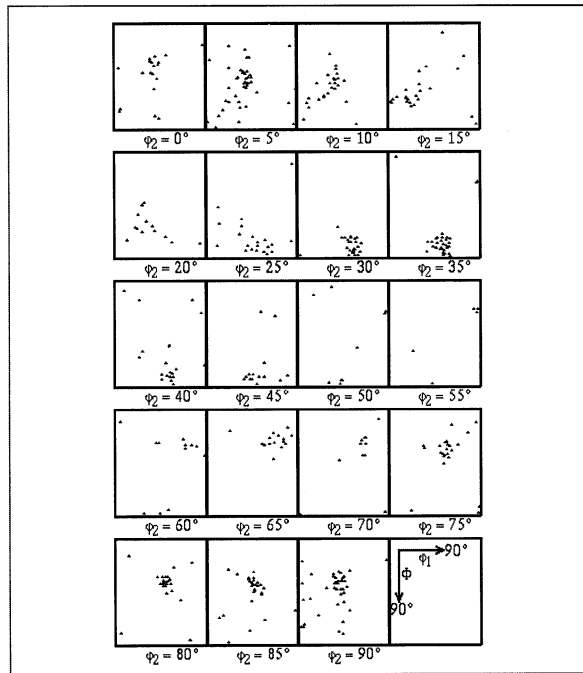 φ2 = 0° φ2 = 5° φ2 = 10° φ2 = 15°
φ2 = 20° φ2 = 25° φ2 = 30° φ2 = 35°
φ2 = 40° φ2 = 45° φ2 = 50° φ2 = 55°
φ2 = 60° φ2 = 65° φ2 = 70° φ2 = 75°
90°
φ1
Φ
90°
φ2 = 80° φ2 = 85° φ2 = 90°